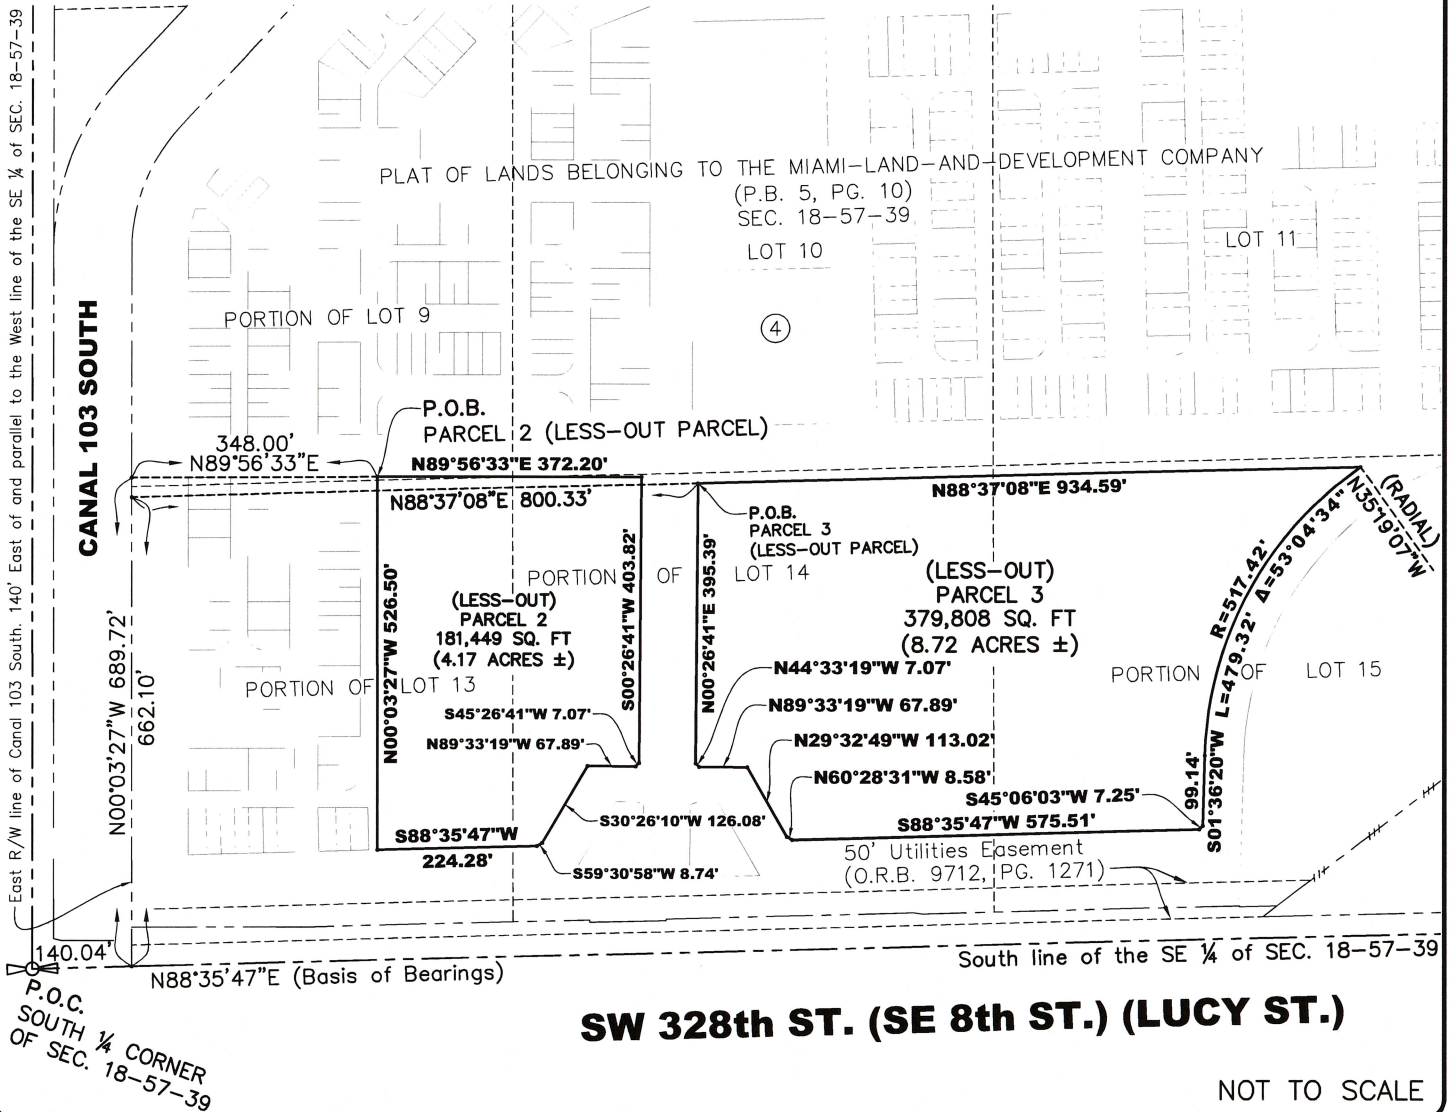 East R/W line of Canal 103 South. 140' East of and parallel to the West line of the SE ¼ of SEC. 18-57-39
CANAL 103 SOUTH
PLAT OF LANDS BELONGING TO THE MIAMI-LAND-AND-DEVELOPMENT COMPANY
(P.B. 5, PG. 10)
SEC. 18-57-39
LOT 10
LOT 11
4
PORTION OF LOT 9
P.O.B.
PARCEL 2 (LESS-OUT PARCEL)
348.00'
N89°56'33"E
N89°56'33"E 372.20'
N88°37'08"E 800.33'
N88°37'08"E 934.59'
P.O.B.
PARCEL 3
(LESS-OUT PARCEL)
(RADIAL)
N35°19'07"W
N00°03'27"W 689.72'
662.10'
N00°03'27"W 526.50'
(LESS-OUT)
PARCEL 2
181,449 SQ. FT
(4.17 ACRES ±)
S00°26'41"W 403.82'
N00°26'41"E 395.39'
PORTION OF LOT 14
(LESS-OUT)
PARCEL 3
379,808 SQ. FT
(8.72 ACRES ±)
R=517.42'
L=479.32' Δ=53°04'34"
PORTION OF LOT 13
PORTION OF LOT 15
N44°33'19"W 7.07'
N89°33'19"W 67.89'
N29°32'49"W 113.02'
N60°28'31"W 8.58'
S45°26'41"W 7.07'
N89°33'19"W 67.89'
S45°06'03"W 7.25'
S88°35'47"W 575.51'
99.14'
S01°36'20"W
S30°26'10"W 126.08'
S88°35'47"W
224.28'
S59°30'58"W 8.74'
50' Utilities Easement
(O.R.B. 9712, PG. 1271)
140.04'
N88°35'47"E (Basis of Bearings)
South line of the SE ¼ of SEC. 18-57-39
P.O.C.
SOUTH ¼ CORNER
OF SEC. 18-57-39
SW 328th ST. (SE 8th ST.) (LUCY ST.)
NOT TO SCALE